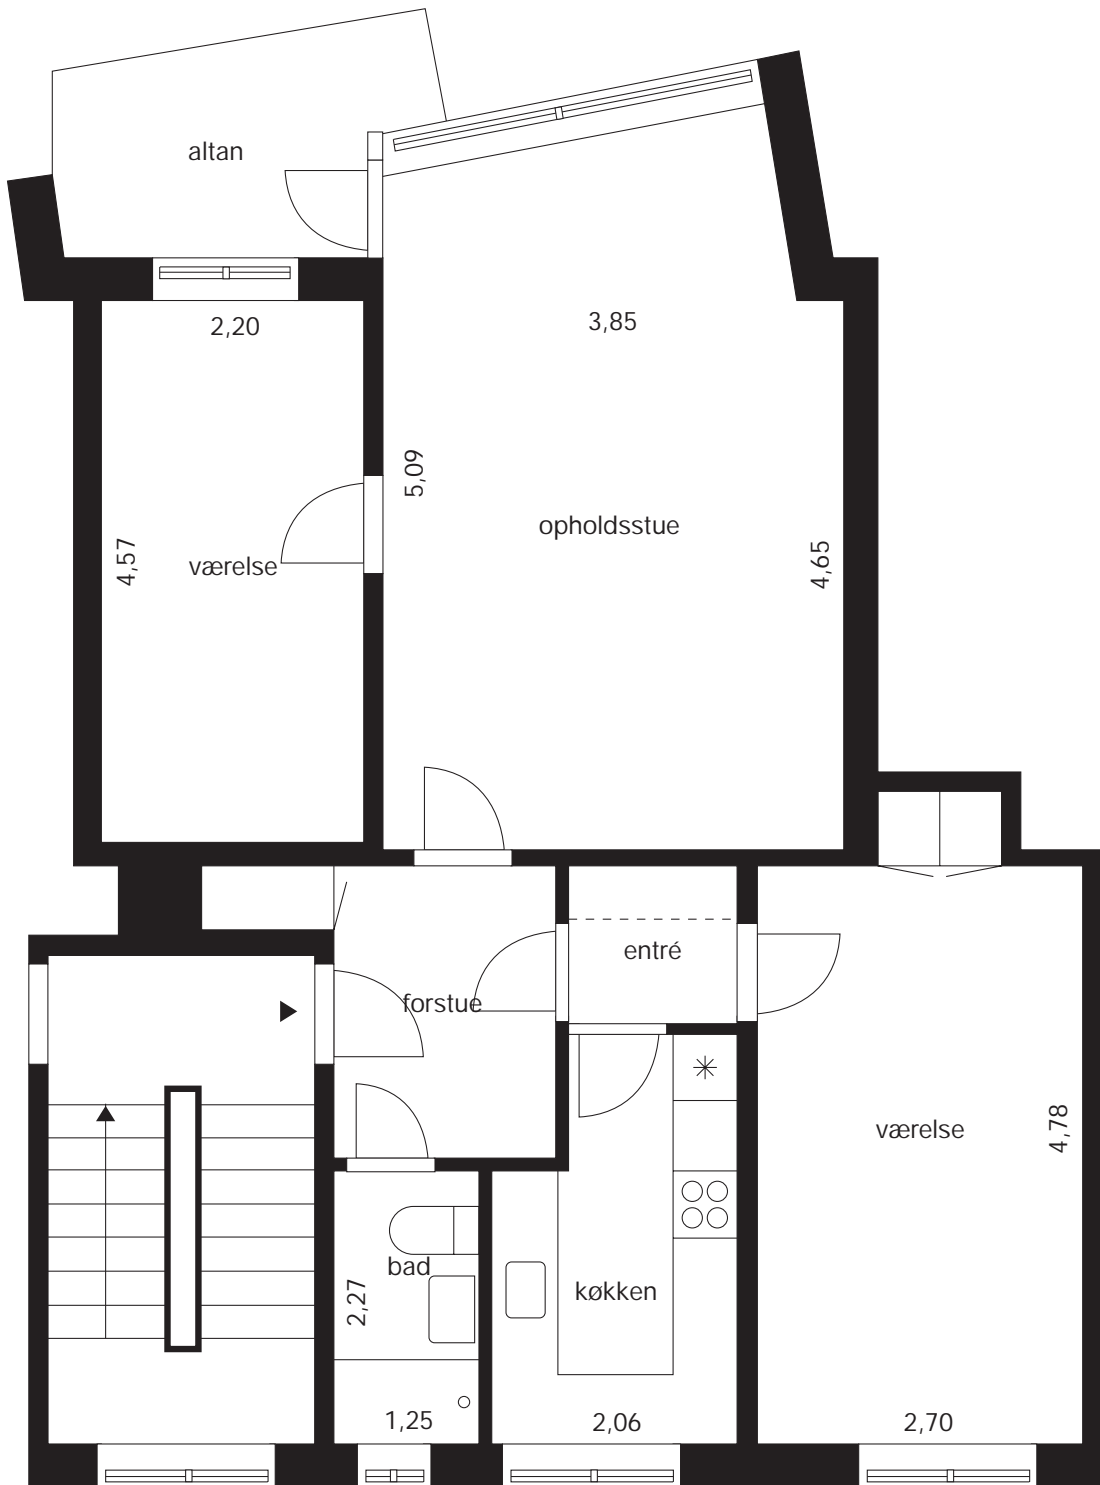 altan
2,20
3,85
5,09
opholdsstue
4,57
værelse
4,65
entré
forstue
værelse
4,78
bad
2,27
køkken
1,25
2,06
2,70